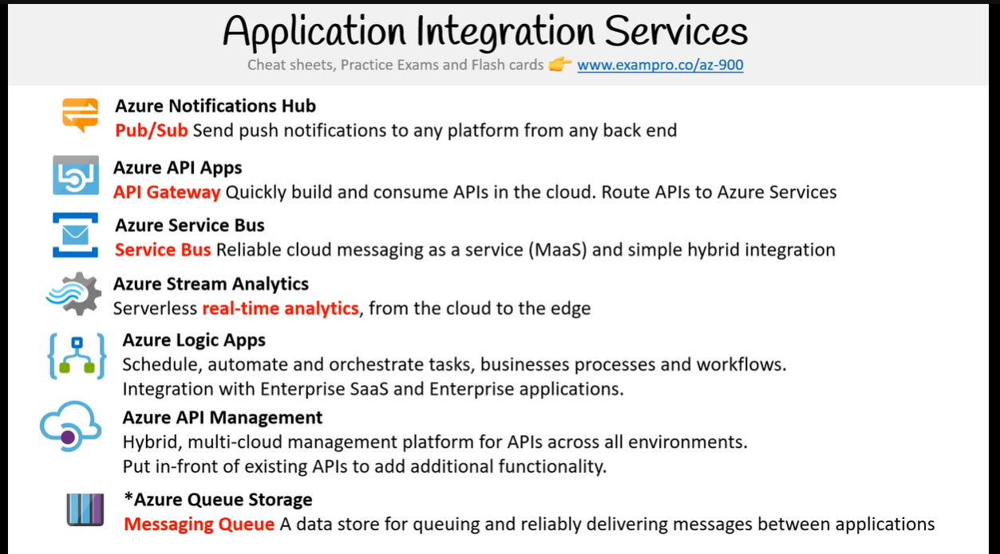 Application Integration Services
Cheat sheets, Practice Exams and Flash cards 👉 www.exampro.co/az-900
Azure Notifications Hub
Pub/Sub Send push notifications to any platform from any back end
Azure API Apps
API Gateway Quickly build and consume APIs in the cloud. Route APIs to Azure Services
Azure Service Bus
Service Bus Reliable cloud messaging as a service (MaaS) and simple hybrid integration
Azure Stream Analytics
Serverless real-time analytics, from the cloud to the edge
Azure Logic Apps
Schedule, automate and orchestrate tasks, businesses processes and workflows.
Integration with Enterprise SaaS and Enterprise applications.
Azure API Management
Hybrid, multi-cloud management platform for APIs across all environments.
Put in-front of existing APIs to add additional functionality.
*Azure Queue Storage
Messaging Queue A data store for queuing and reliably delivering messages between applications